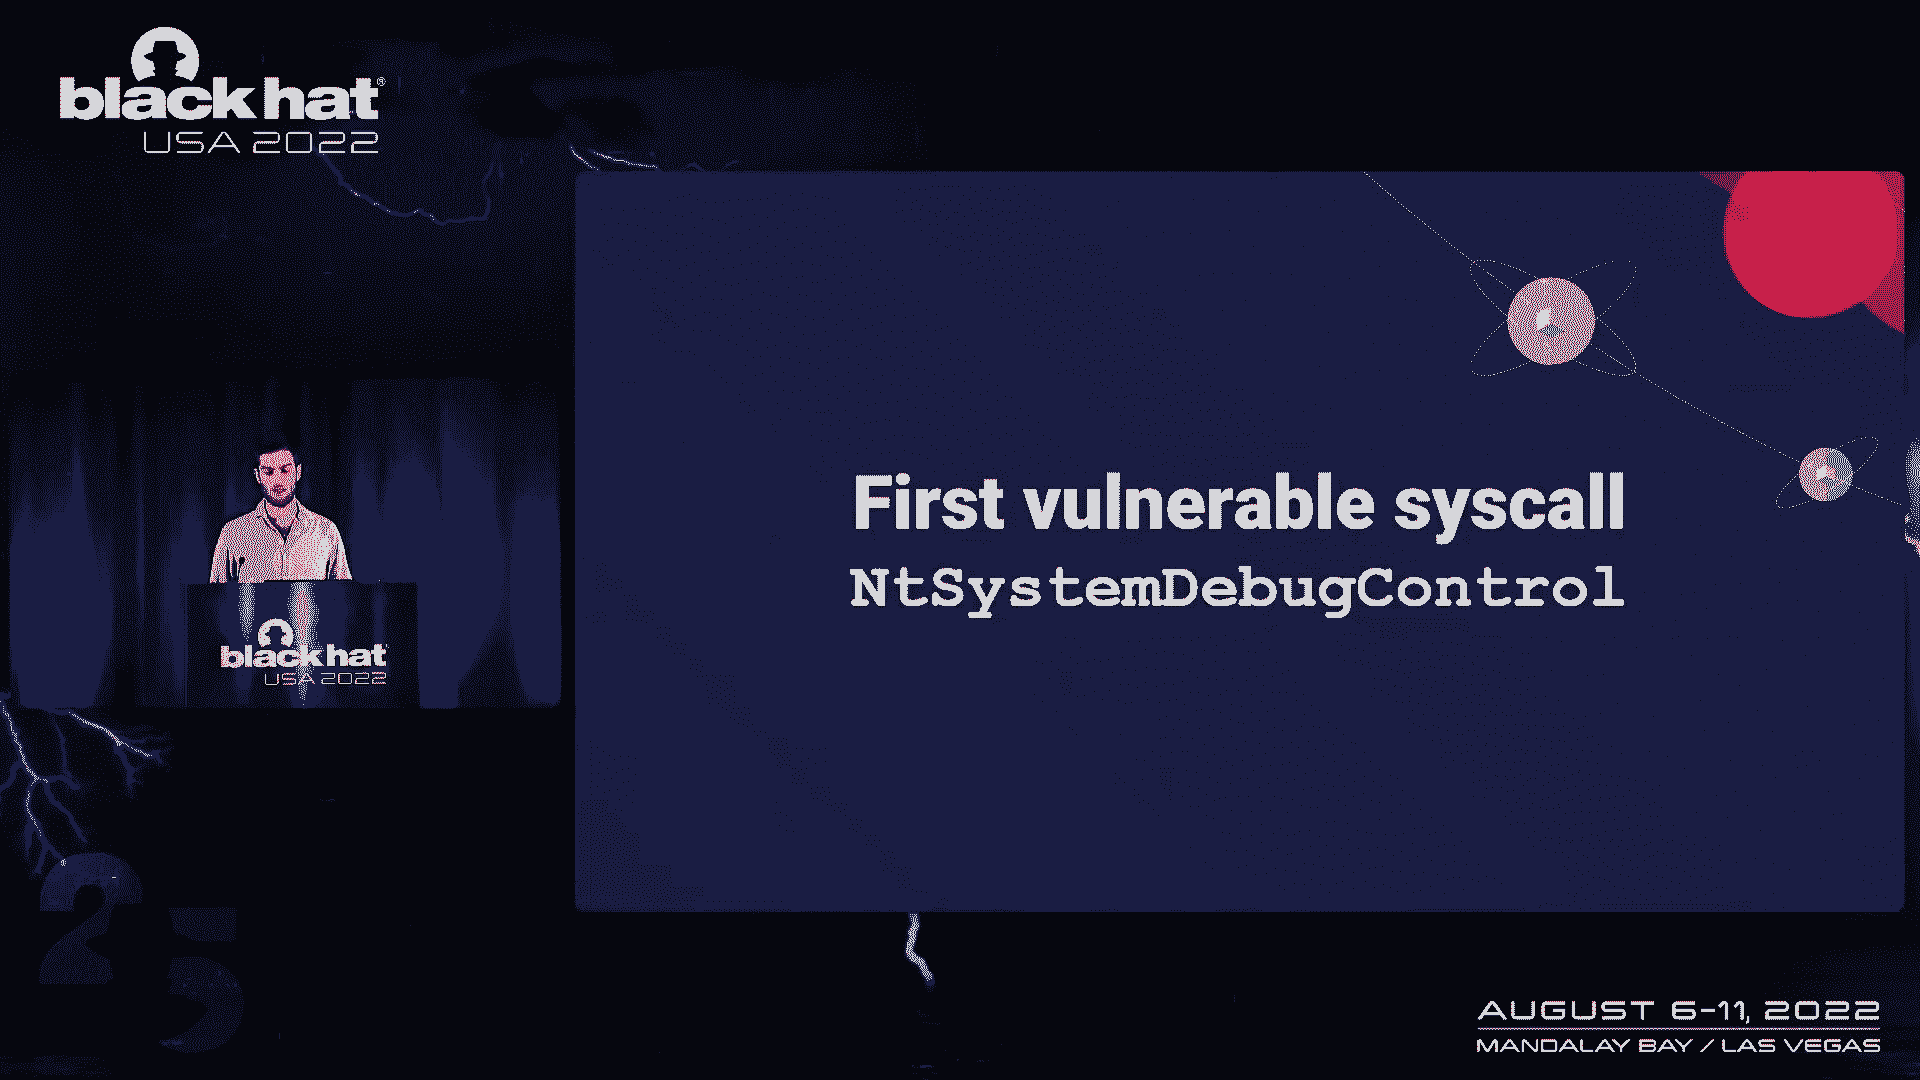 black hat®
USA 2022
First vulnerable syscall
NtSystemDebugControl
black hat
USA 2022
25
AUGUST 6-11, 2022
MANDALAY BAY / LAS VEGAS